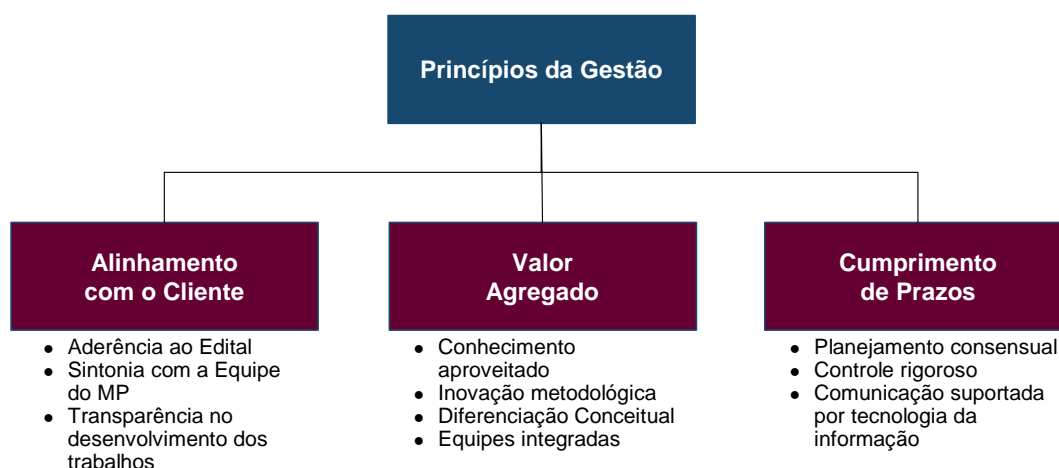 Princípios da Gestão
Alinhamento
com o Cliente
• Aderência ao Edital
• Sintonia com a Equipe
do MP
• Transparência no
desenvolvimento dos
trabalhos
Valor
Agregado
• Conhecimento
aproveitado
• Inovação metodológica
• Diferenciação Conceitual
• Equipes integradas
Cumprimento
de Prazos
• Planejamento consensual
• Controle rigoroso
• Comunicação suportada
por tecnologia da
informação